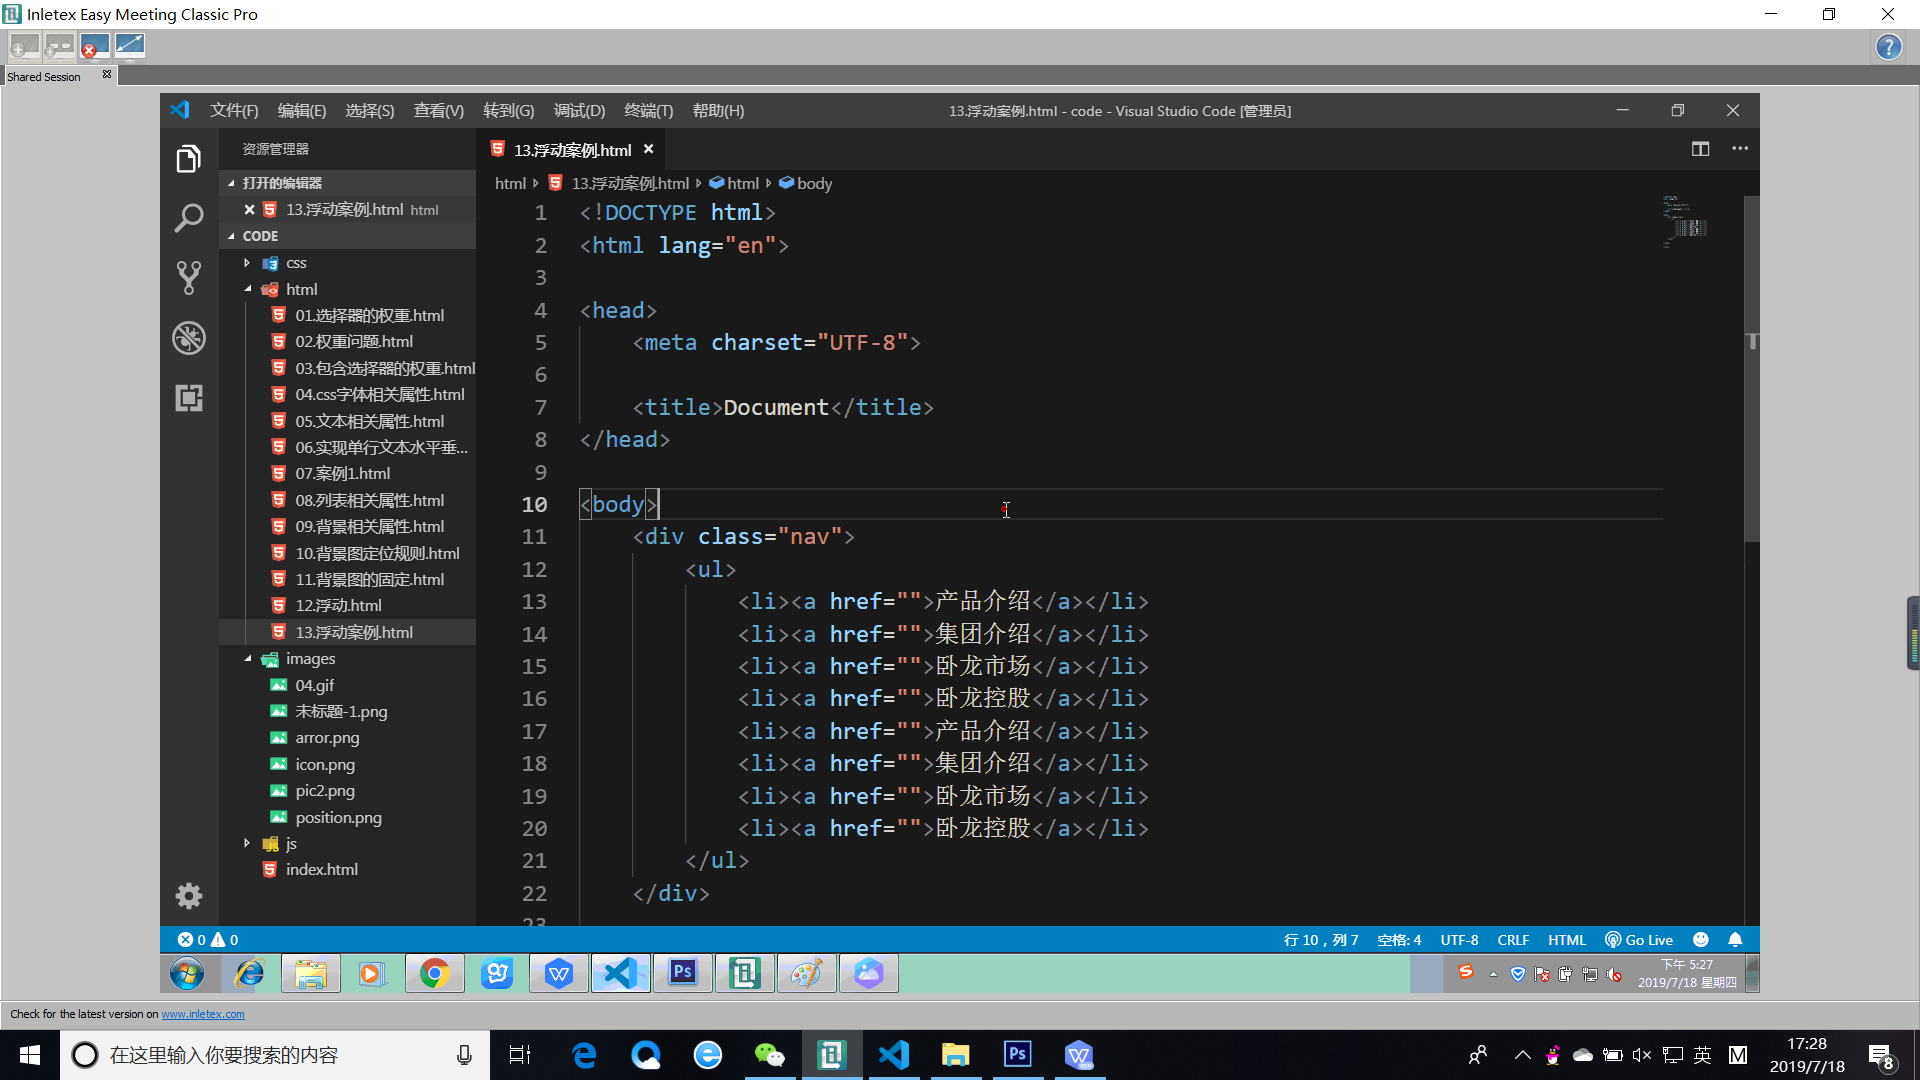 Inletex Easy Meeting Classic Pro
Shared Session
文件(F) 编辑(E) 选择(S) 查看(V) 转到(G) 调试(D) 终端(T) 帮助(H)
13.浮动案例.html - code - Visual Studio Code [管理员]
资源管理器
打开的编辑器
13.浮动案例.html html
CODE
css
html
01.选择器的权重.html
02.权重问题.html
03.包含选择器的权重.html
04.css字体相关属性.html
05.文本相关属性.html
06.实现单行文本水平垂...
07.案例1.html
08.列表相关属性.html
09.背景相关属性.html
10.背景图定位规则.html
11.背景图的固定.html
12.浮动.html
13.浮动案例.html
images
04.gif
未标题-1.png
arror.png
icon.png
pic2.png
position.png
js
index.html
13.浮动案例.html
html 13.浮动案例.html html body
1 <!DOCTYPE html>
2 <html lang="en">
3
4 <head>
5 <meta charset="UTF-8">
6
7 <title>Document</title>
8 </head>
9
10 <body>
11 <div class="nav">
12 <ul>
13 <li><a href="">产品介绍</a></li>
14 <li><a href="">集团介绍</a></li>
15 <li><a href="">卧龙市场</a></li>
16 <li><a href="">卧龙控股</a></li>
17 <li><a href="">产品介绍</a></li>
18 <li><a href="">集团介绍</a></li>
19 <li><a href="">卧龙市场</a></li>
20 <li><a href="">卧龙控股</a></li>
21 </ul>
22 </div>
23
0 0 行 10，列 7 空格: 4 UTF-8 CRLF HTML Go Live
下午 5:27
2019/7/18 星期四
Check for the latest version on www.inletex.com
在这里输入你要搜索的内容
英 M
17:28
2019/7/18
8